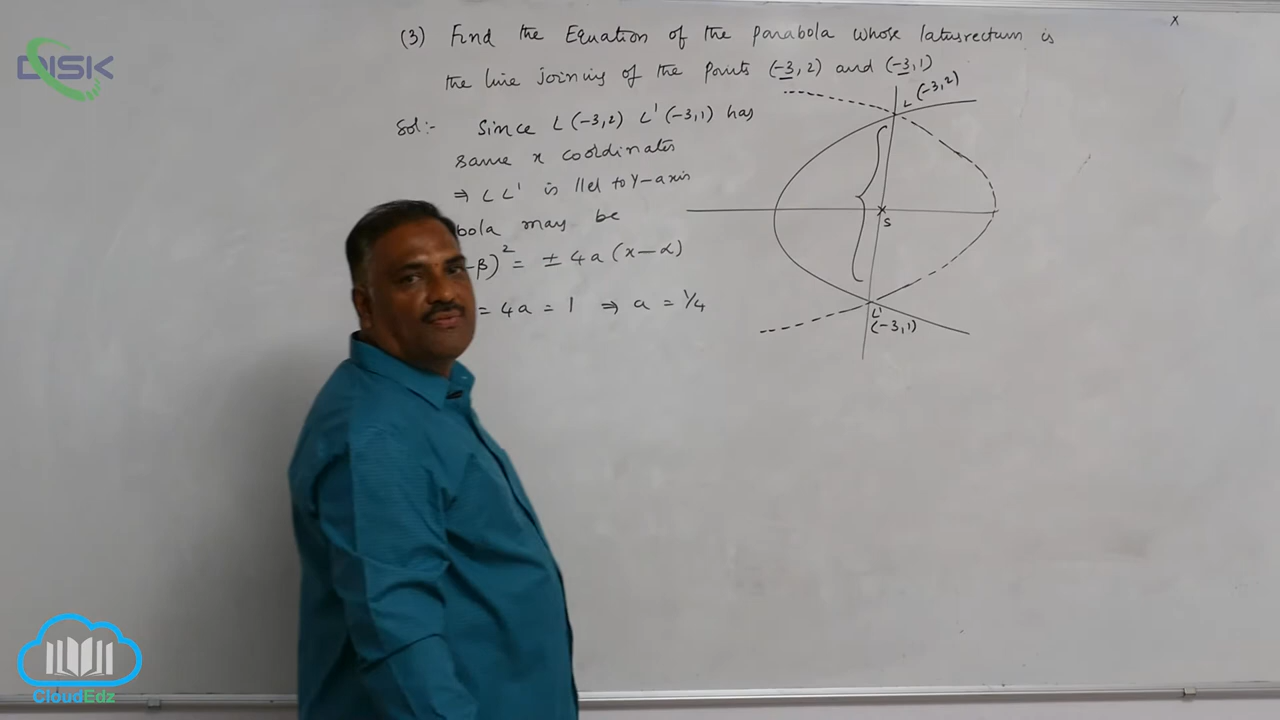 DISK
x
(3) Find the Equation of the parabola whose latusrectum is
the line joining of the points (-3, 2) and (-3, 1)
Sol:- Since L (-3, 2) L' (-3, 1) has
same x coordinates
⇒ LL' is llel to Y-axis
bola may be
-β)² = ± 4a (x-α)
= 4a = 1 ⇒ a = 1/4
L (-3, 2)
S
L'
(-3, 1)
CloudEdz